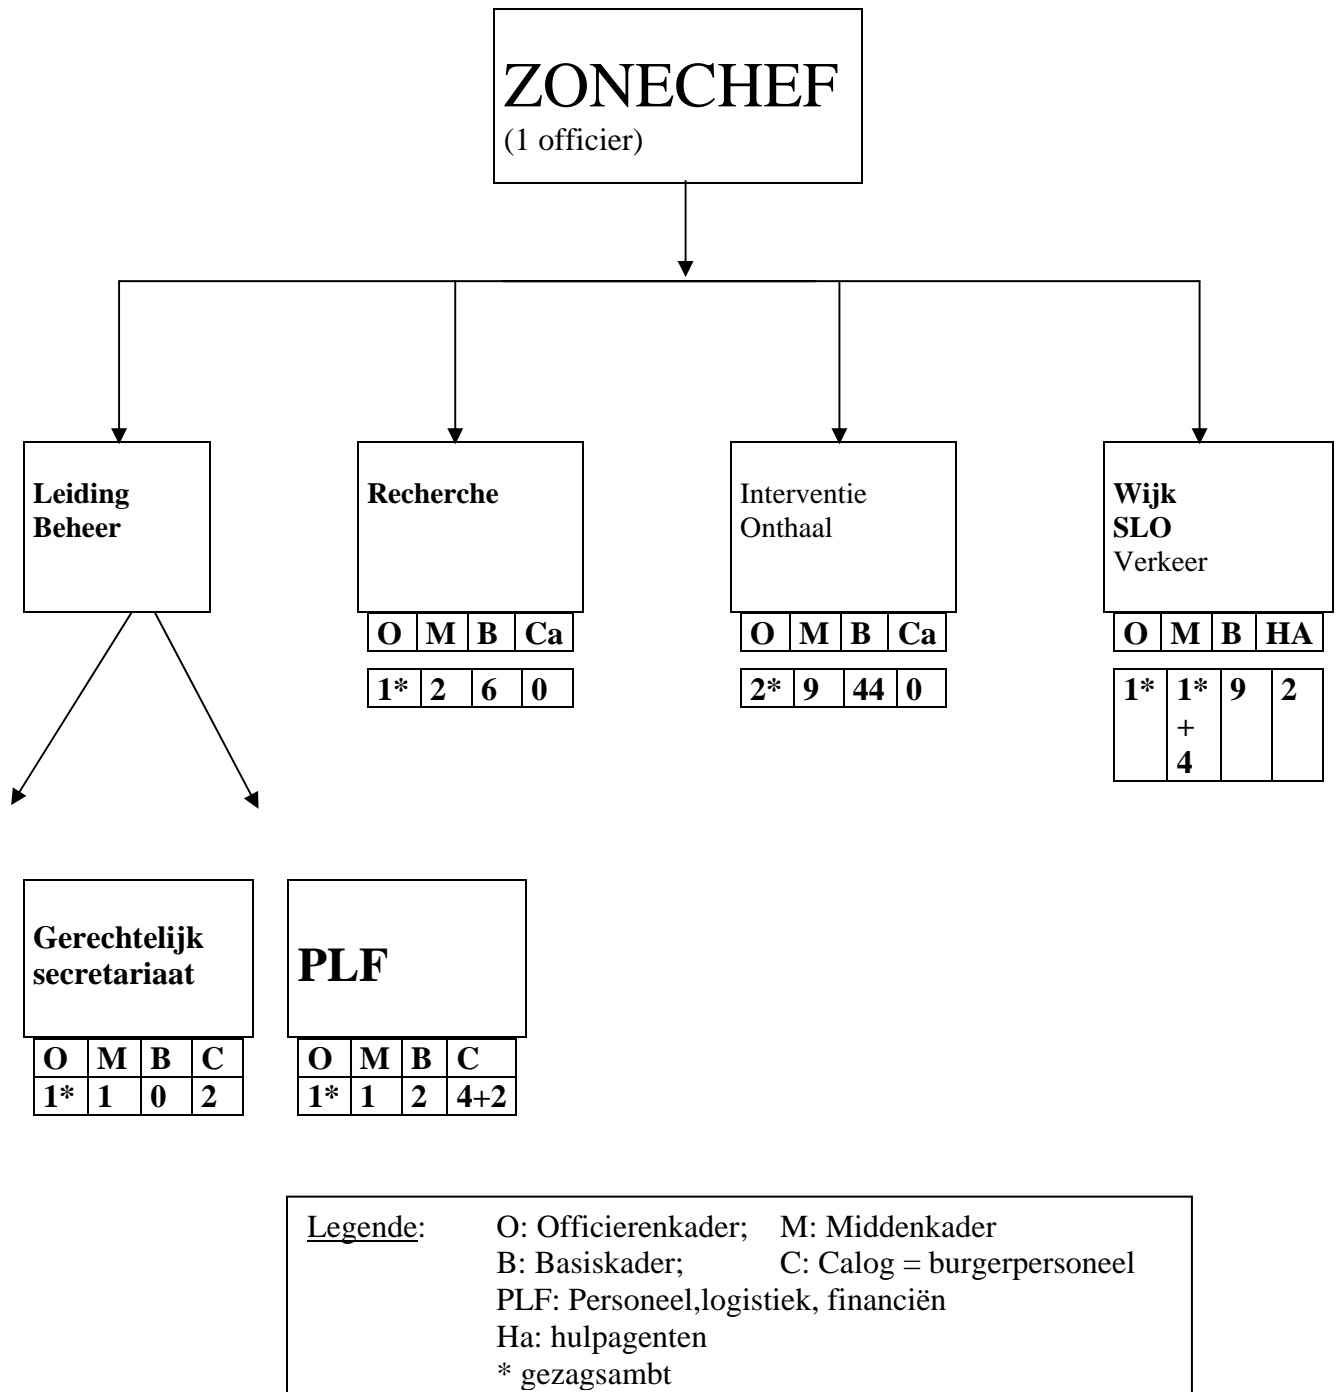 ZONECHEF
(1 officier)
Leiding
Beheer
Recherche
O M B Ca
1* 2 6 0
Interventie
Onthaal
O M B Ca
2* 9 44 0
Wijk
SLO
Verkeer
O M B HA
1* 1* 9 2
+
4
Gerechtelijk
secretariaat
O M B C
1* 1 0 2
PLF
O M B C
1* 1 2 4+2
Legende: O: Officierenkader; M: Middenkader
B: Basiskader; C: Calog = burgerpersoneel
PLF: Personeel,logistiek, financiën
Ha: hulpagenten
* gezagsambt